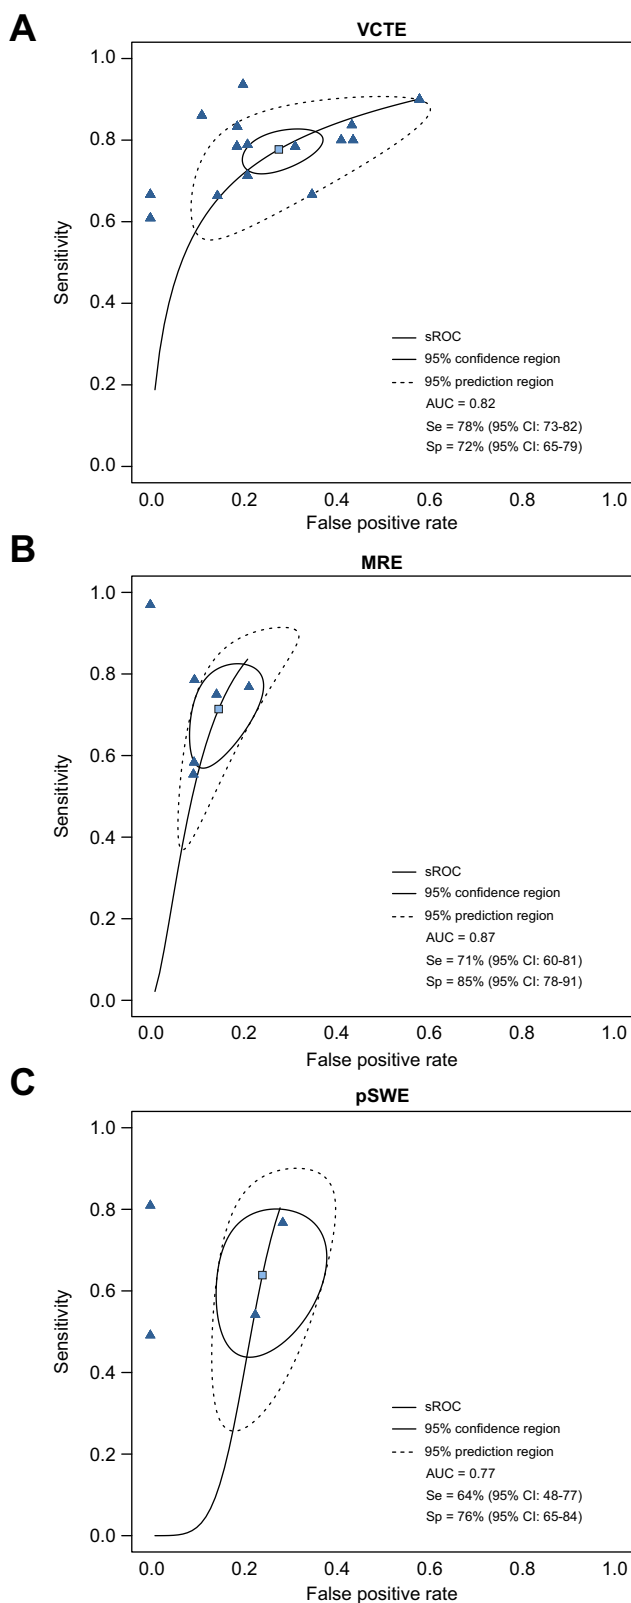 A
VCTE
1.0
0.8
0.6
0.4
0.2
0.0
Sensitivity
sROC
95% confidence region
95% prediction region
AUC = 0.82
Se = 78% (95% CI: 73-82)
Sp = 72% (95% CI: 65-79)
0.0 0.2 0.4 0.6 0.8 1.0
False positive rate
B
MRE
1.0
0.8
0.6
0.4
0.2
0.0
Sensitivity
sROC
95% confidence region
95% prediction region
AUC = 0.87
Se = 71% (95% CI: 60-81)
Sp = 85% (95% CI: 78-91)
0.0 0.2 0.4 0.6 0.8 1.0
False positive rate
C
pSWE
1.0
0.8
0.6
0.4
0.2
0.0
Sensitivity
sROC
95% confidence region
95% prediction region
AUC = 0.77
Se = 64% (95% CI: 48-77)
Sp = 76% (95% CI: 65-84)
0.0 0.2 0.4 0.6 0.8 1.0
False positive rate